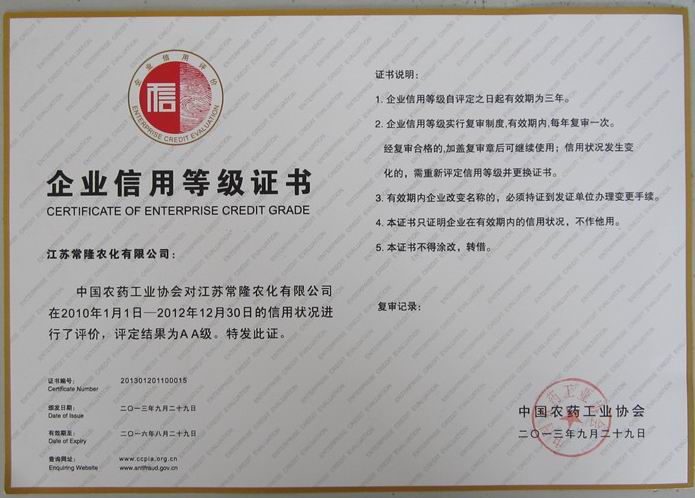 企业信用评价
信
ENTERPRISE CREDIT EVALUATION
企业信用等级证书
CERTIFICATE OF ENTERPRISE CREDIT GRADE
江苏常隆农化有限公司：
中国农药工业协会对江苏常隆农化有限公司
在2010年1月1日—2012年12月30日的信用状况进
行了评价，评定结果为AA级。特发此证。
证书编号： 201301201100015
Certificate Number
颁发日期： 二〇一三年九月二十九日
Date of Issue
有效期至： 二〇一六年八月二十九日
Date of Expiry
查询网址： www.ccpia.org.cn
Enquiring Website www.antifraud.gov.cn
证书说明：
1. 企业信用等级自评定之日起有效期为三年。
2. 企业信用等级实行复审制度，有效期内，每年复审一次。
经复审合格的，加盖复审章后可继续使用；信用状况发生变
化的，需重新评定信用等级并更换证书。
3. 有效期内企业改变名称的，必须持证到发证单位办理变更手续。
4. 本证书只证明企业在有效期内的信用状况，不作他用。
5. 本证书不得涂改，转借。
复审记录：
中国农药工业协会
二〇一三年九月二十九日